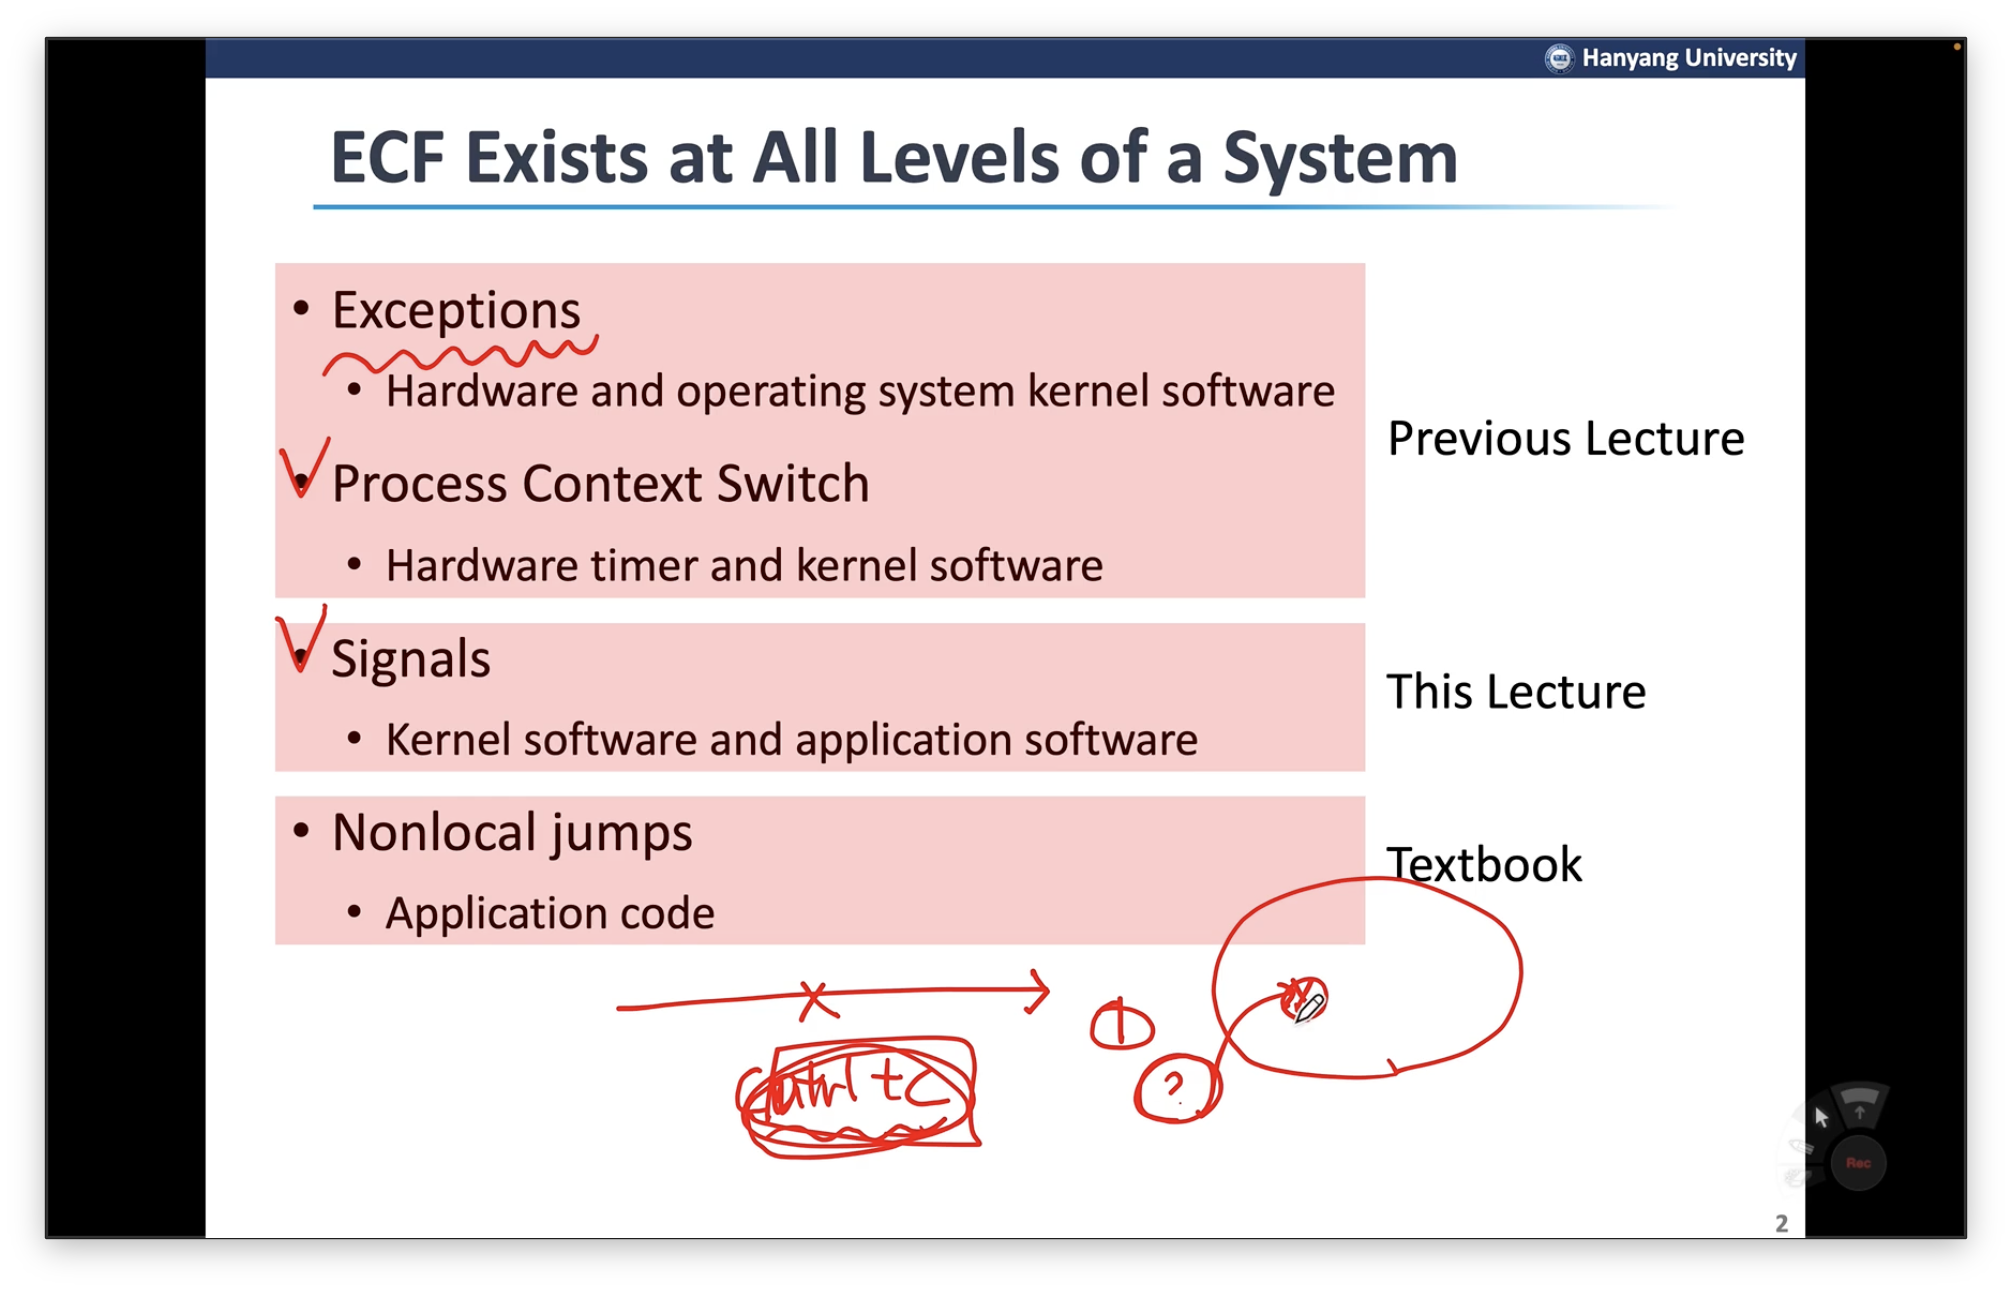 Hanyang University
ECF Exists at All Levels of a System
• Exceptions
• Hardware and operating system kernel software
Previous Lecture
• Process Context Switch
• Hardware timer and kernel software
• Signals
This Lecture
• Kernel software and application software
• Nonlocal jumps
Textbook
• Application code
?
Rec
2